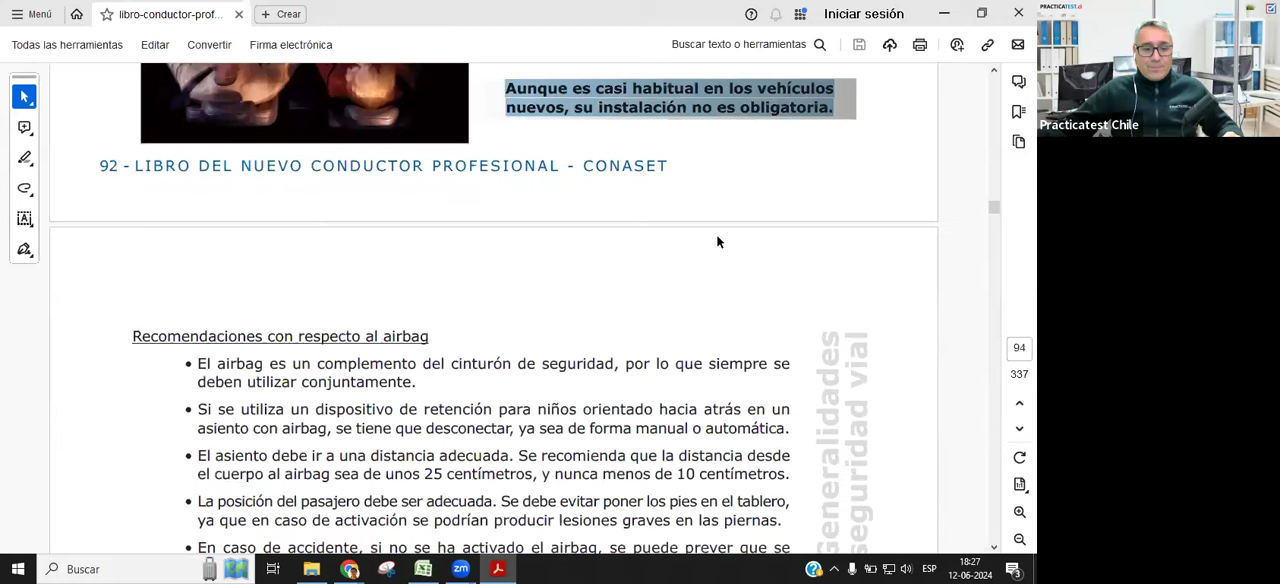 Menú
libro-conductor-prof...
Crear
Iniciar sesión
Todas las herramientas
Editar
Convertir
Firma electrónica
Buscar texto o herramientas
PRACTICATEST.cl
Practicatest Chile
Aunque es casi habitual en los vehículos
nuevos, su instalación no es obligatoria.
92 - LIBRO DEL NUEVO CONDUCTOR PROFESIONAL - CONASET
Recomendaciones con respecto al airbag
• El airbag es un complemento del cinturón de seguridad, por lo que siempre se
deben utilizar conjuntamente.
• Si se utiliza un dispositivo de retención para niños orientado hacia atrás en un
asiento con airbag, se tiene que desconectar, ya sea de forma manual o automática.
• El asiento debe ir a una distancia adecuada. Se recomienda que la distancia desde
el cuerpo al airbag sea de unos 25 centímetros, y nunca menos de 10 centímetros.
• La posición del pasajero debe ser adecuada. Se debe evitar poner los pies en el tablero,
ya que en caso de activación se podrían producir lesiones graves en las piernas.
• En caso de accidente, si no se ha activado el airbag, se puede prever que se
Generalidades
seguridad vial
94
337
Buscar
zm
ESP
18:27
12-06-2024
3